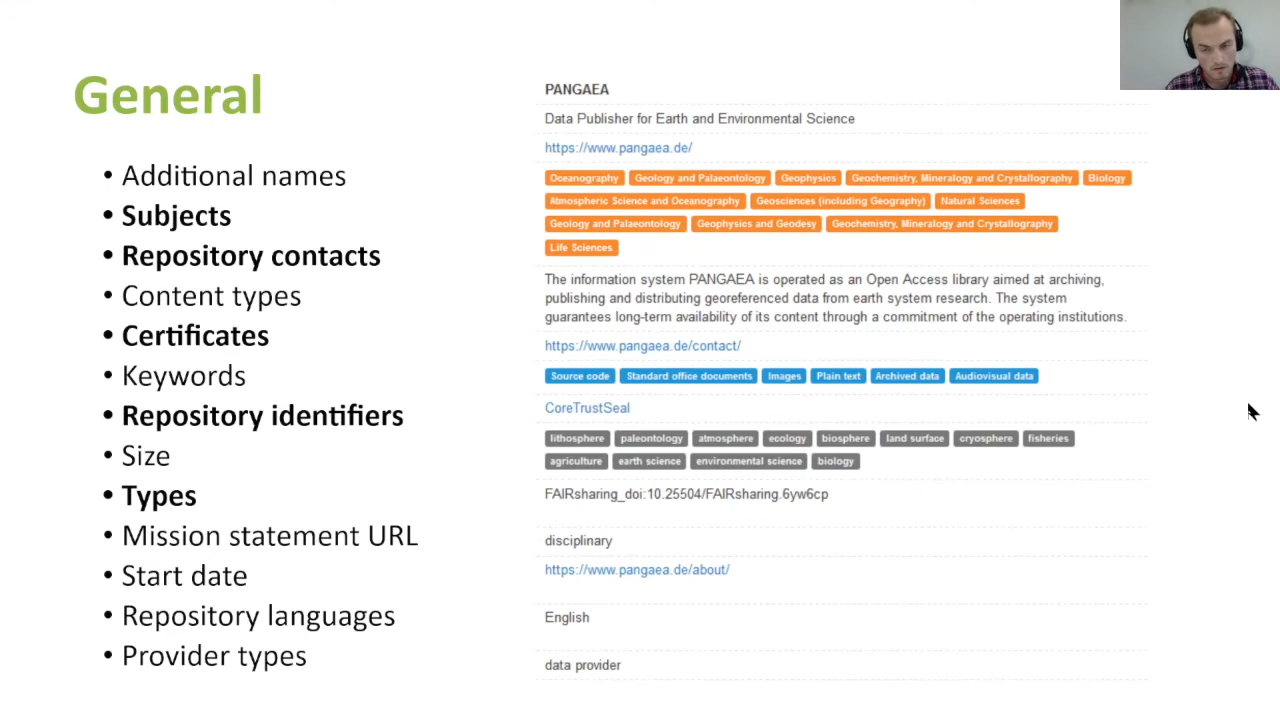 General
• Additional names
• Subjects
• Repository contacts
• Content types
• Certificates
• Keywords
• Repository identifiers
• Size
• Types
• Mission statement URL
• Start date
• Repository languages
• Provider types
PANGAEA
Data Publisher for Earth and Environmental Science
https://www.pangaea.de/
Oceanography Geology and Palaeontology Geophysics Geochemistry, Mineralogy and Crystallography Biology
Atmospheric Science and Oceanography Geosciences (including Geography) Natural Sciences
Geology and Palaeontology Geophysics and Geodesy Geochemistry, Mineralogy and Crystallography
Life Sciences
The information system PANGAEA is operated as an Open Access library aimed at archiving,
publishing and distributing georeferenced data from earth system research. The system
guarantees long-term availability of its content through a commitment of the operating institutions.
https://www.pangaea.de/contact/
Source code Standard office documents Images Plain text Archived data Audiovisual data
CoreTrustSeal
lithosphere paleontology atmosphere ecology biosphere land surface cryosphere fisheries
agriculture earth science environmental science biology
FAIRsharing_doi:10.25504/FAIRsharing.6yw6cp
disciplinary
https://www.pangaea.de/about/
English
data provider